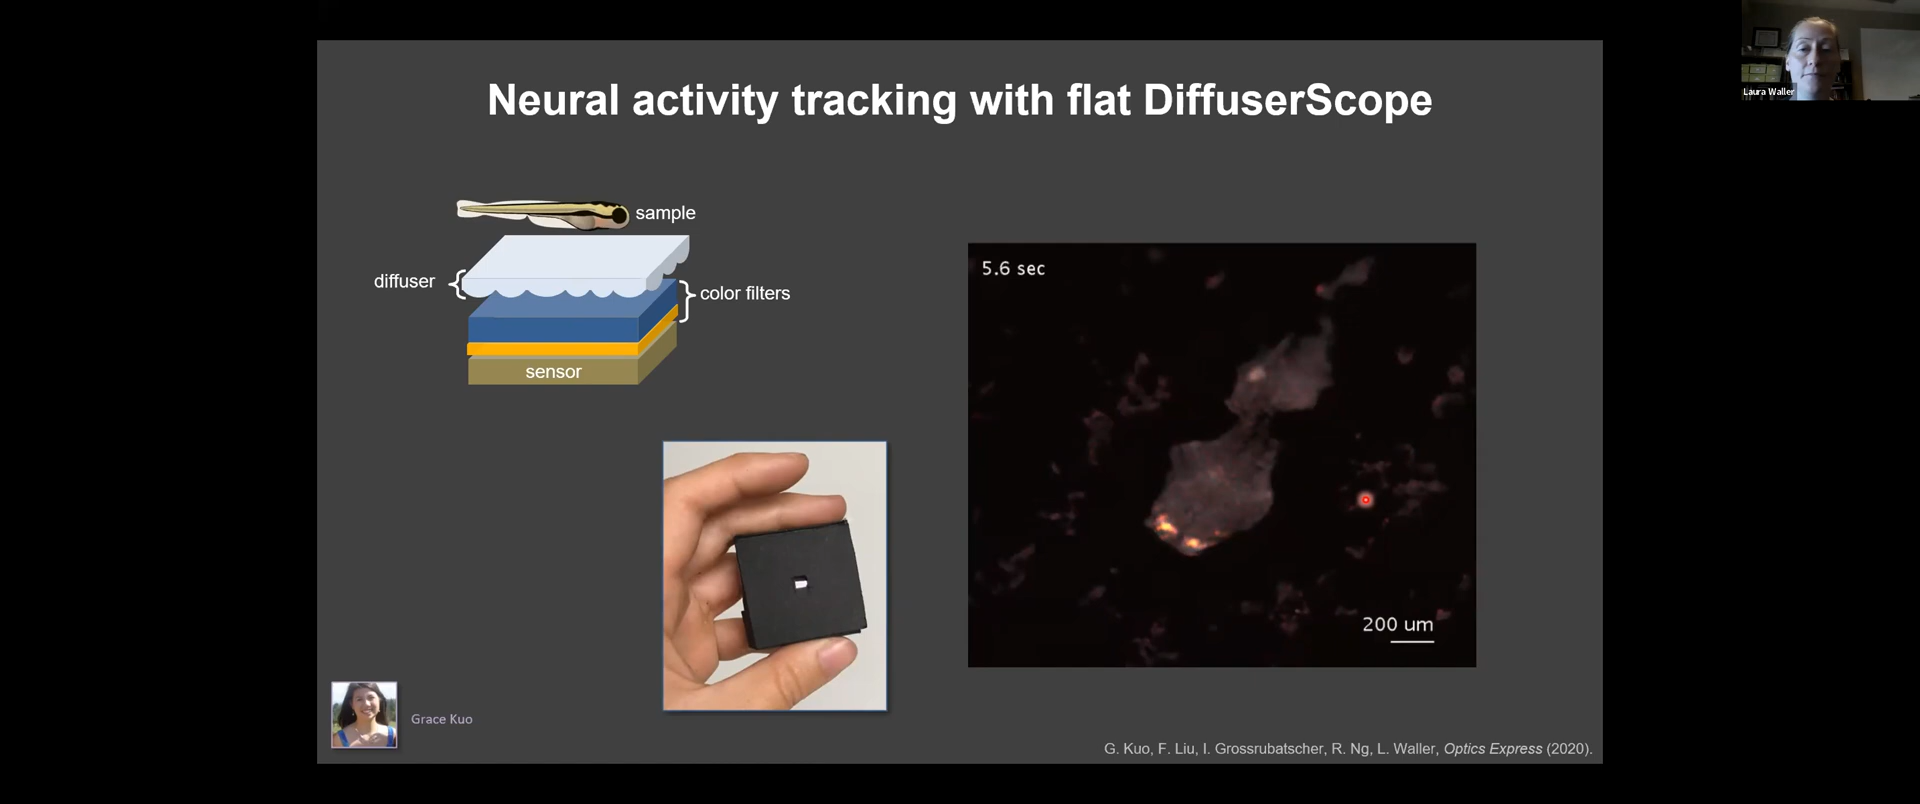 Neural activity tracking with flat DiffuserScope
Laura Waller
sample
diffuser
color filters
sensor
5.6 sec
200 um
Grace Kuo
G. Kuo, F. Liu, I. Grossrubatscher, R. Ng, L. Waller, Optics Express (2020).